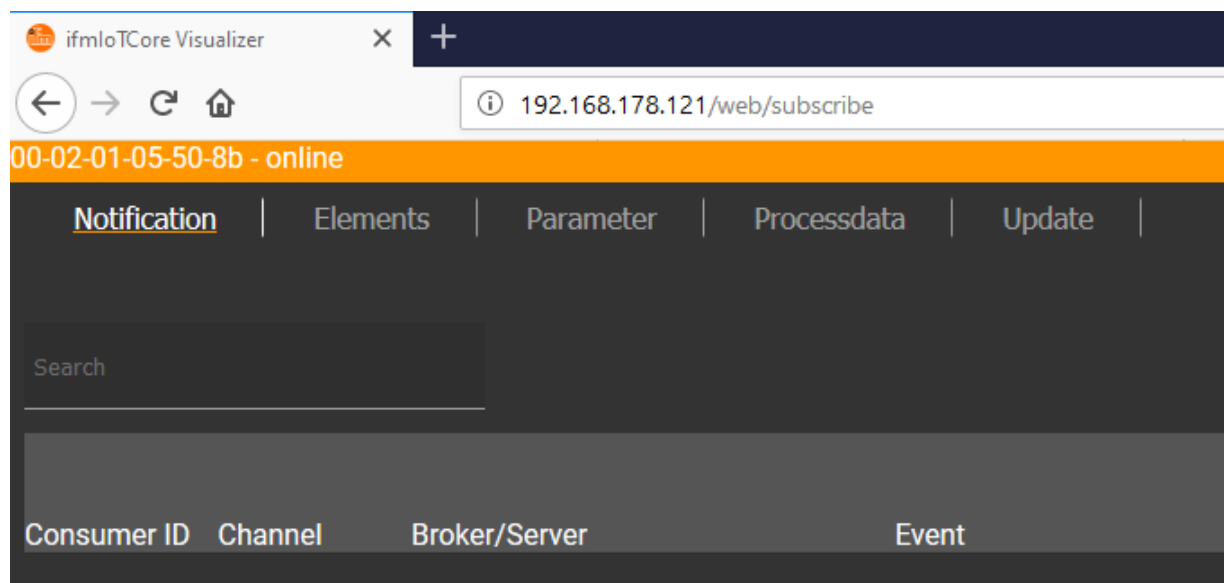 ifmIoTCore Visualizer
192.168.178.121/web/subscribe
00-02-01-05-50-8b - online
Notification Elements Parameter Processdata Update
Search
Consumer ID Channel Broker/Server Event